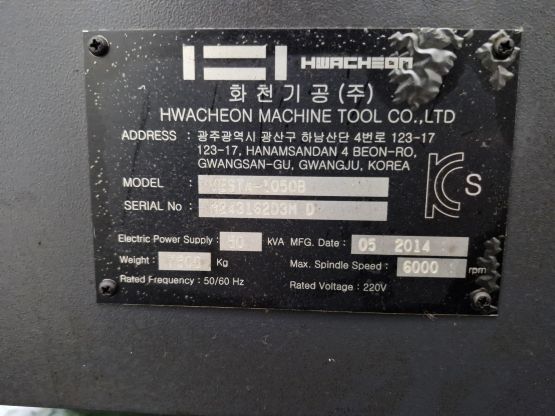 HWACHEON
화천기공(주)
HWACHEON MACHINE TOOL CO.,LTD
ADDRESS : 광주광역시 광산구 하남산단 4번로 123-17
123-17, HANAMSANDAN 4 BEON-RO,
GWANGSAN-GU, GWANGJU, KOREA
MODEL : VESTA-1050B
SERIAL No :
Electric Power Supply : kVA MFG. Date : 05 2014
Weight : Kg Max. Spindle Speed : 6000 rpm
Rated Frequency : 50/60 Hz Rated Voltage : 220V
S